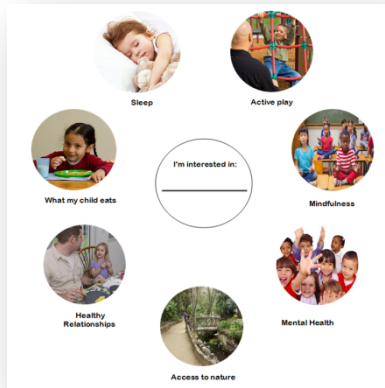 Sleep
Active play
I'm interested in:
What my child eats
Mindfulness
Healthy
Relationships
Mental Health
Access to nature